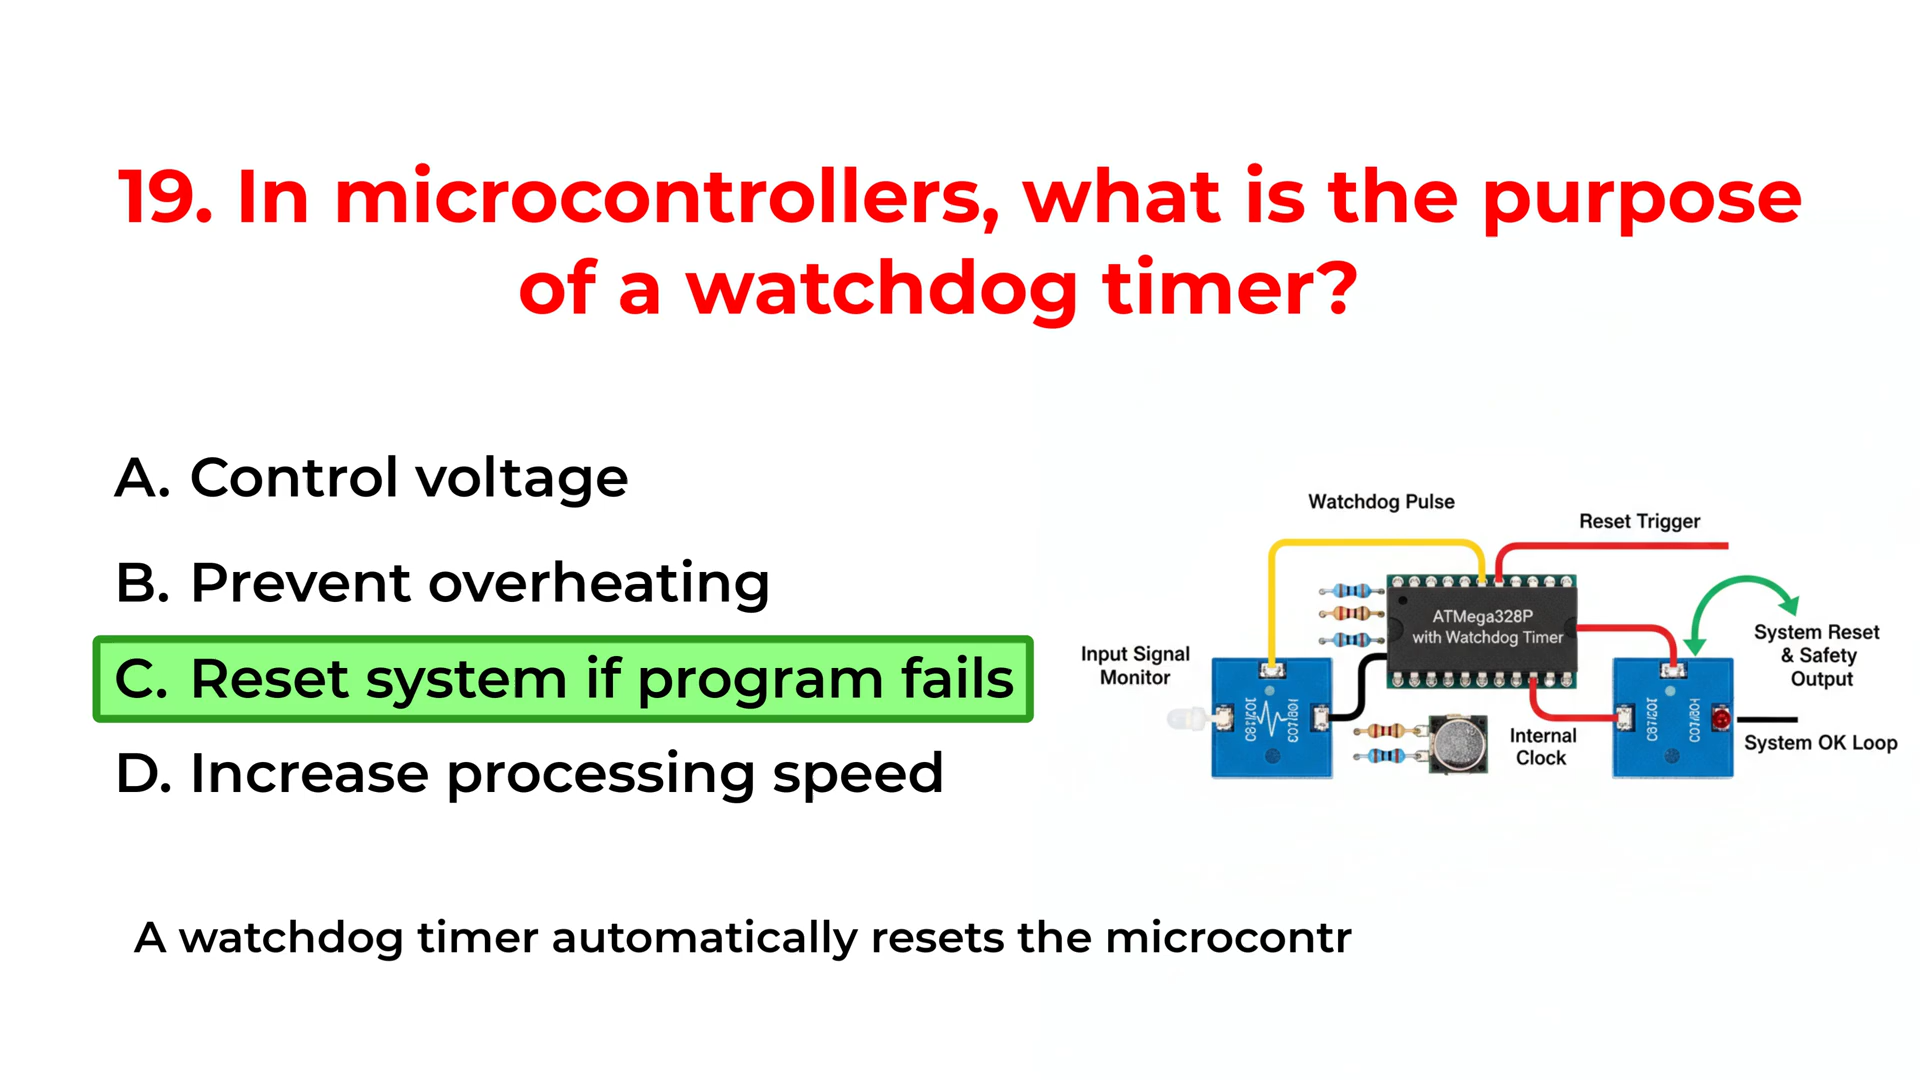 19. In microcontrollers, what is the purpose
of a watchdog timer?
A. Control voltage
B. Prevent overheating
C. Reset system if program fails
D. Increase processing speed
Watchdog Pulse
Reset Trigger
ATMega328P
with Watchdog Timer
Input Signal
Monitor
System Reset
& Safety
Output
Internal
Clock
System OK Loop
A watchdog timer automatically resets the microcontr